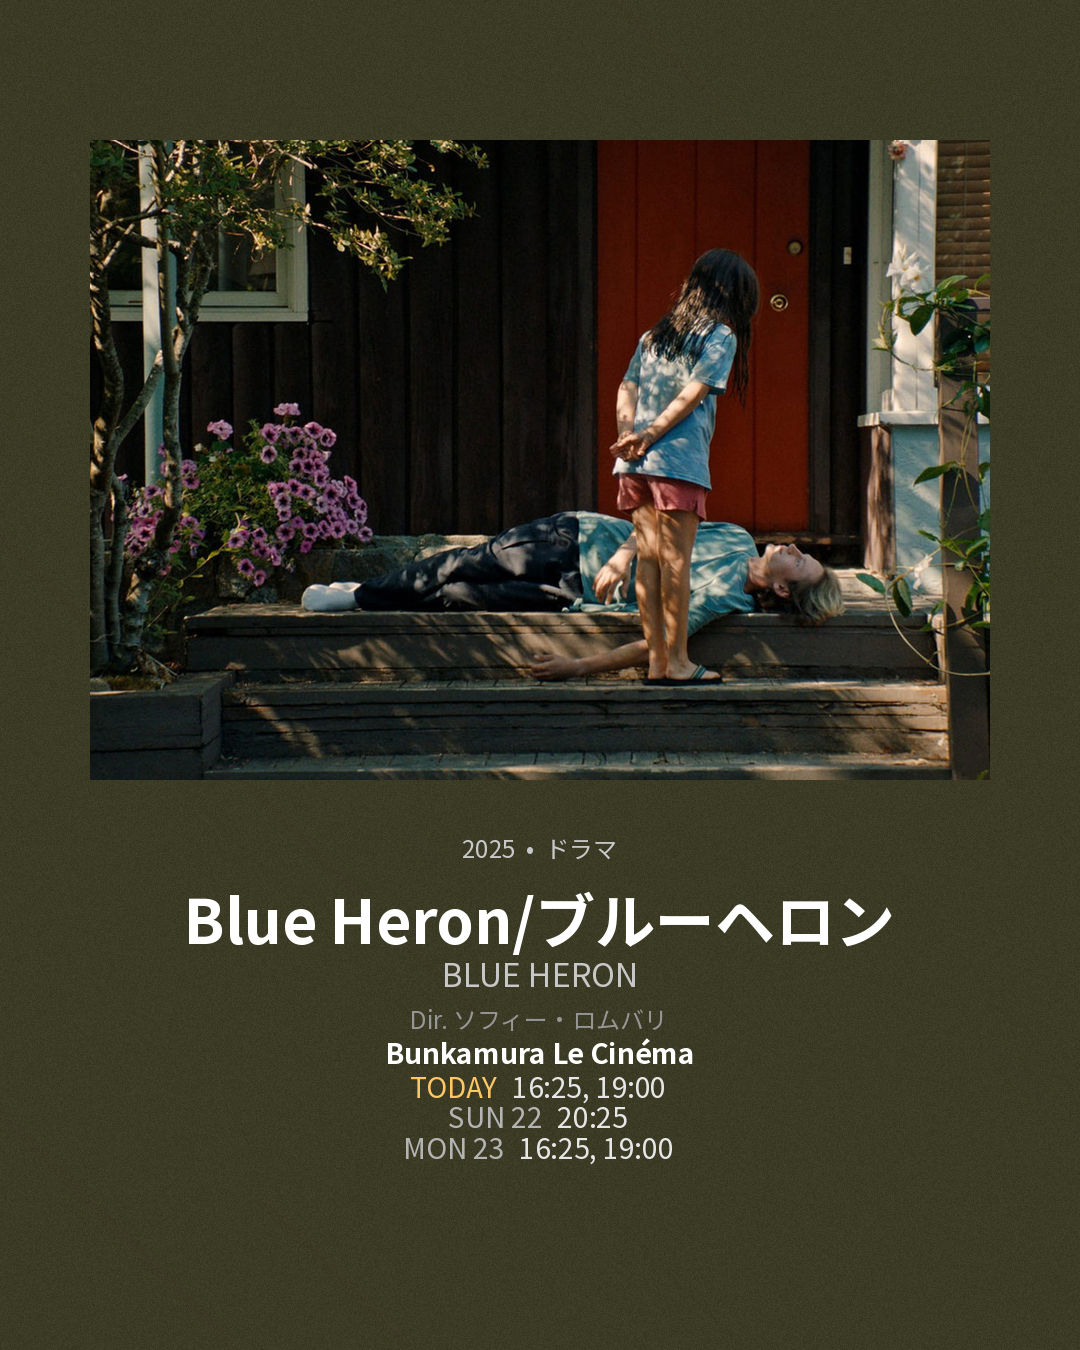 2025 • ドラマ
Blue Heron/ブルーヘロン
BLUE HERON
Dir. ソフィー・ロムバリ
Bunkamura Le Cinéma
TODAY 16:25, 19:00
SUN 22 20:25
MON 23 16:25, 19:00